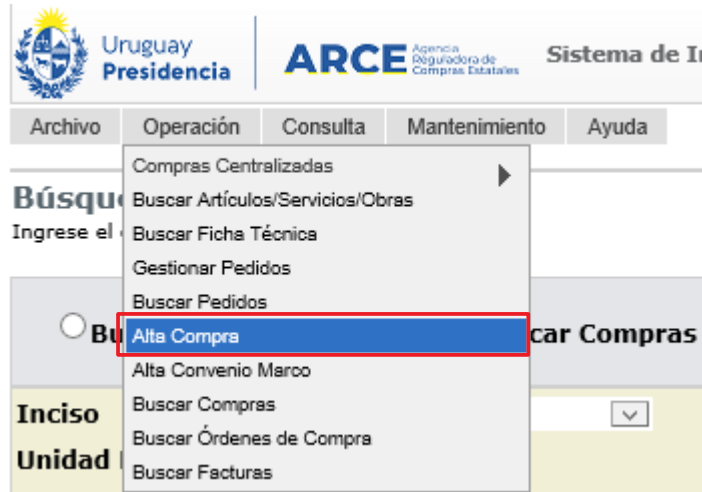 Uruguay
Presidencia
ARCE Agencia Reguladora de Compras Estatales
Sistema de I
Archivo Operación Consulta Mantenimiento Ayuda
Compras Centralizadas
Búsqu
Buscar Artículos/Servicios/Obras
Ingrese el
Buscar Ficha Técnica
Gestionar Pedidos
Buscar Pedidos
Bu
Alta Compra
car Compras
Alta Convenio Marco
Inciso
Buscar Compras
Buscar Órdenes de Compra
Unidad
Buscar Facturas